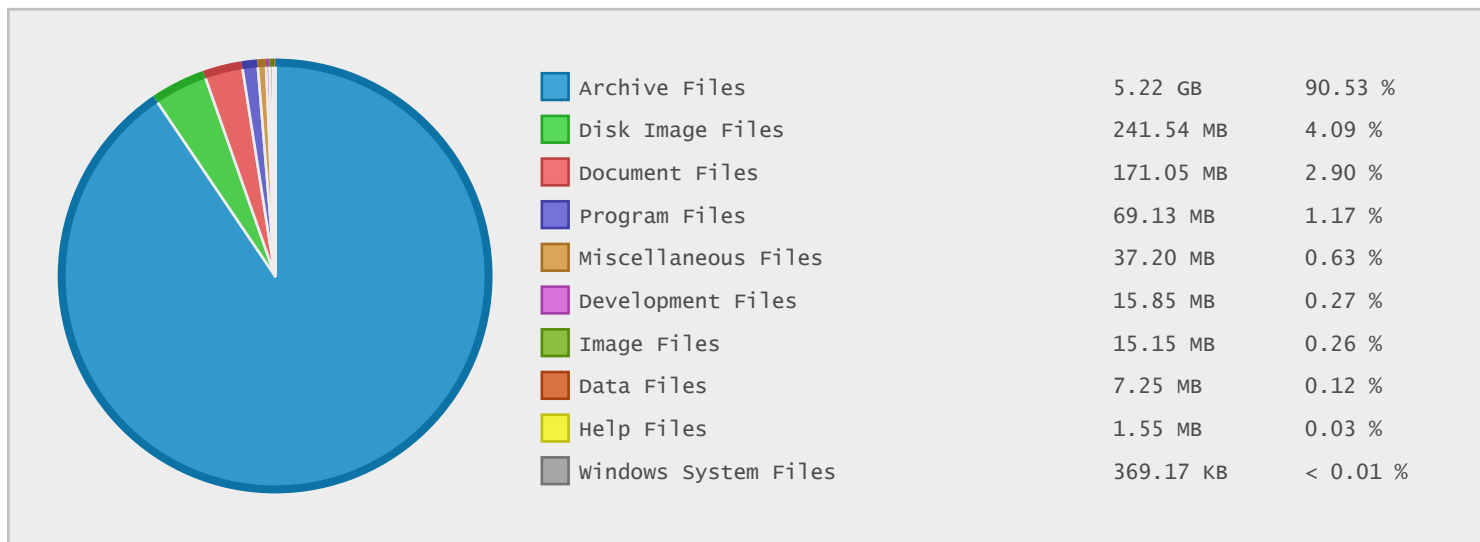 Archive Files 5.22 GB 90.53 %
Disk Image Files 241.54 MB 4.09 %
Document Files 171.05 MB 2.90 %
Program Files 69.13 MB 1.17 %
Miscellaneous Files 37.20 MB 0.63 %
Development Files 15.85 MB 0.27 %
Image Files 15.15 MB 0.26 %
Data Files 7.25 MB 0.12 %
Help Files 1.55 MB 0.03 %
Windows System Files 369.17 KB < 0.01 %